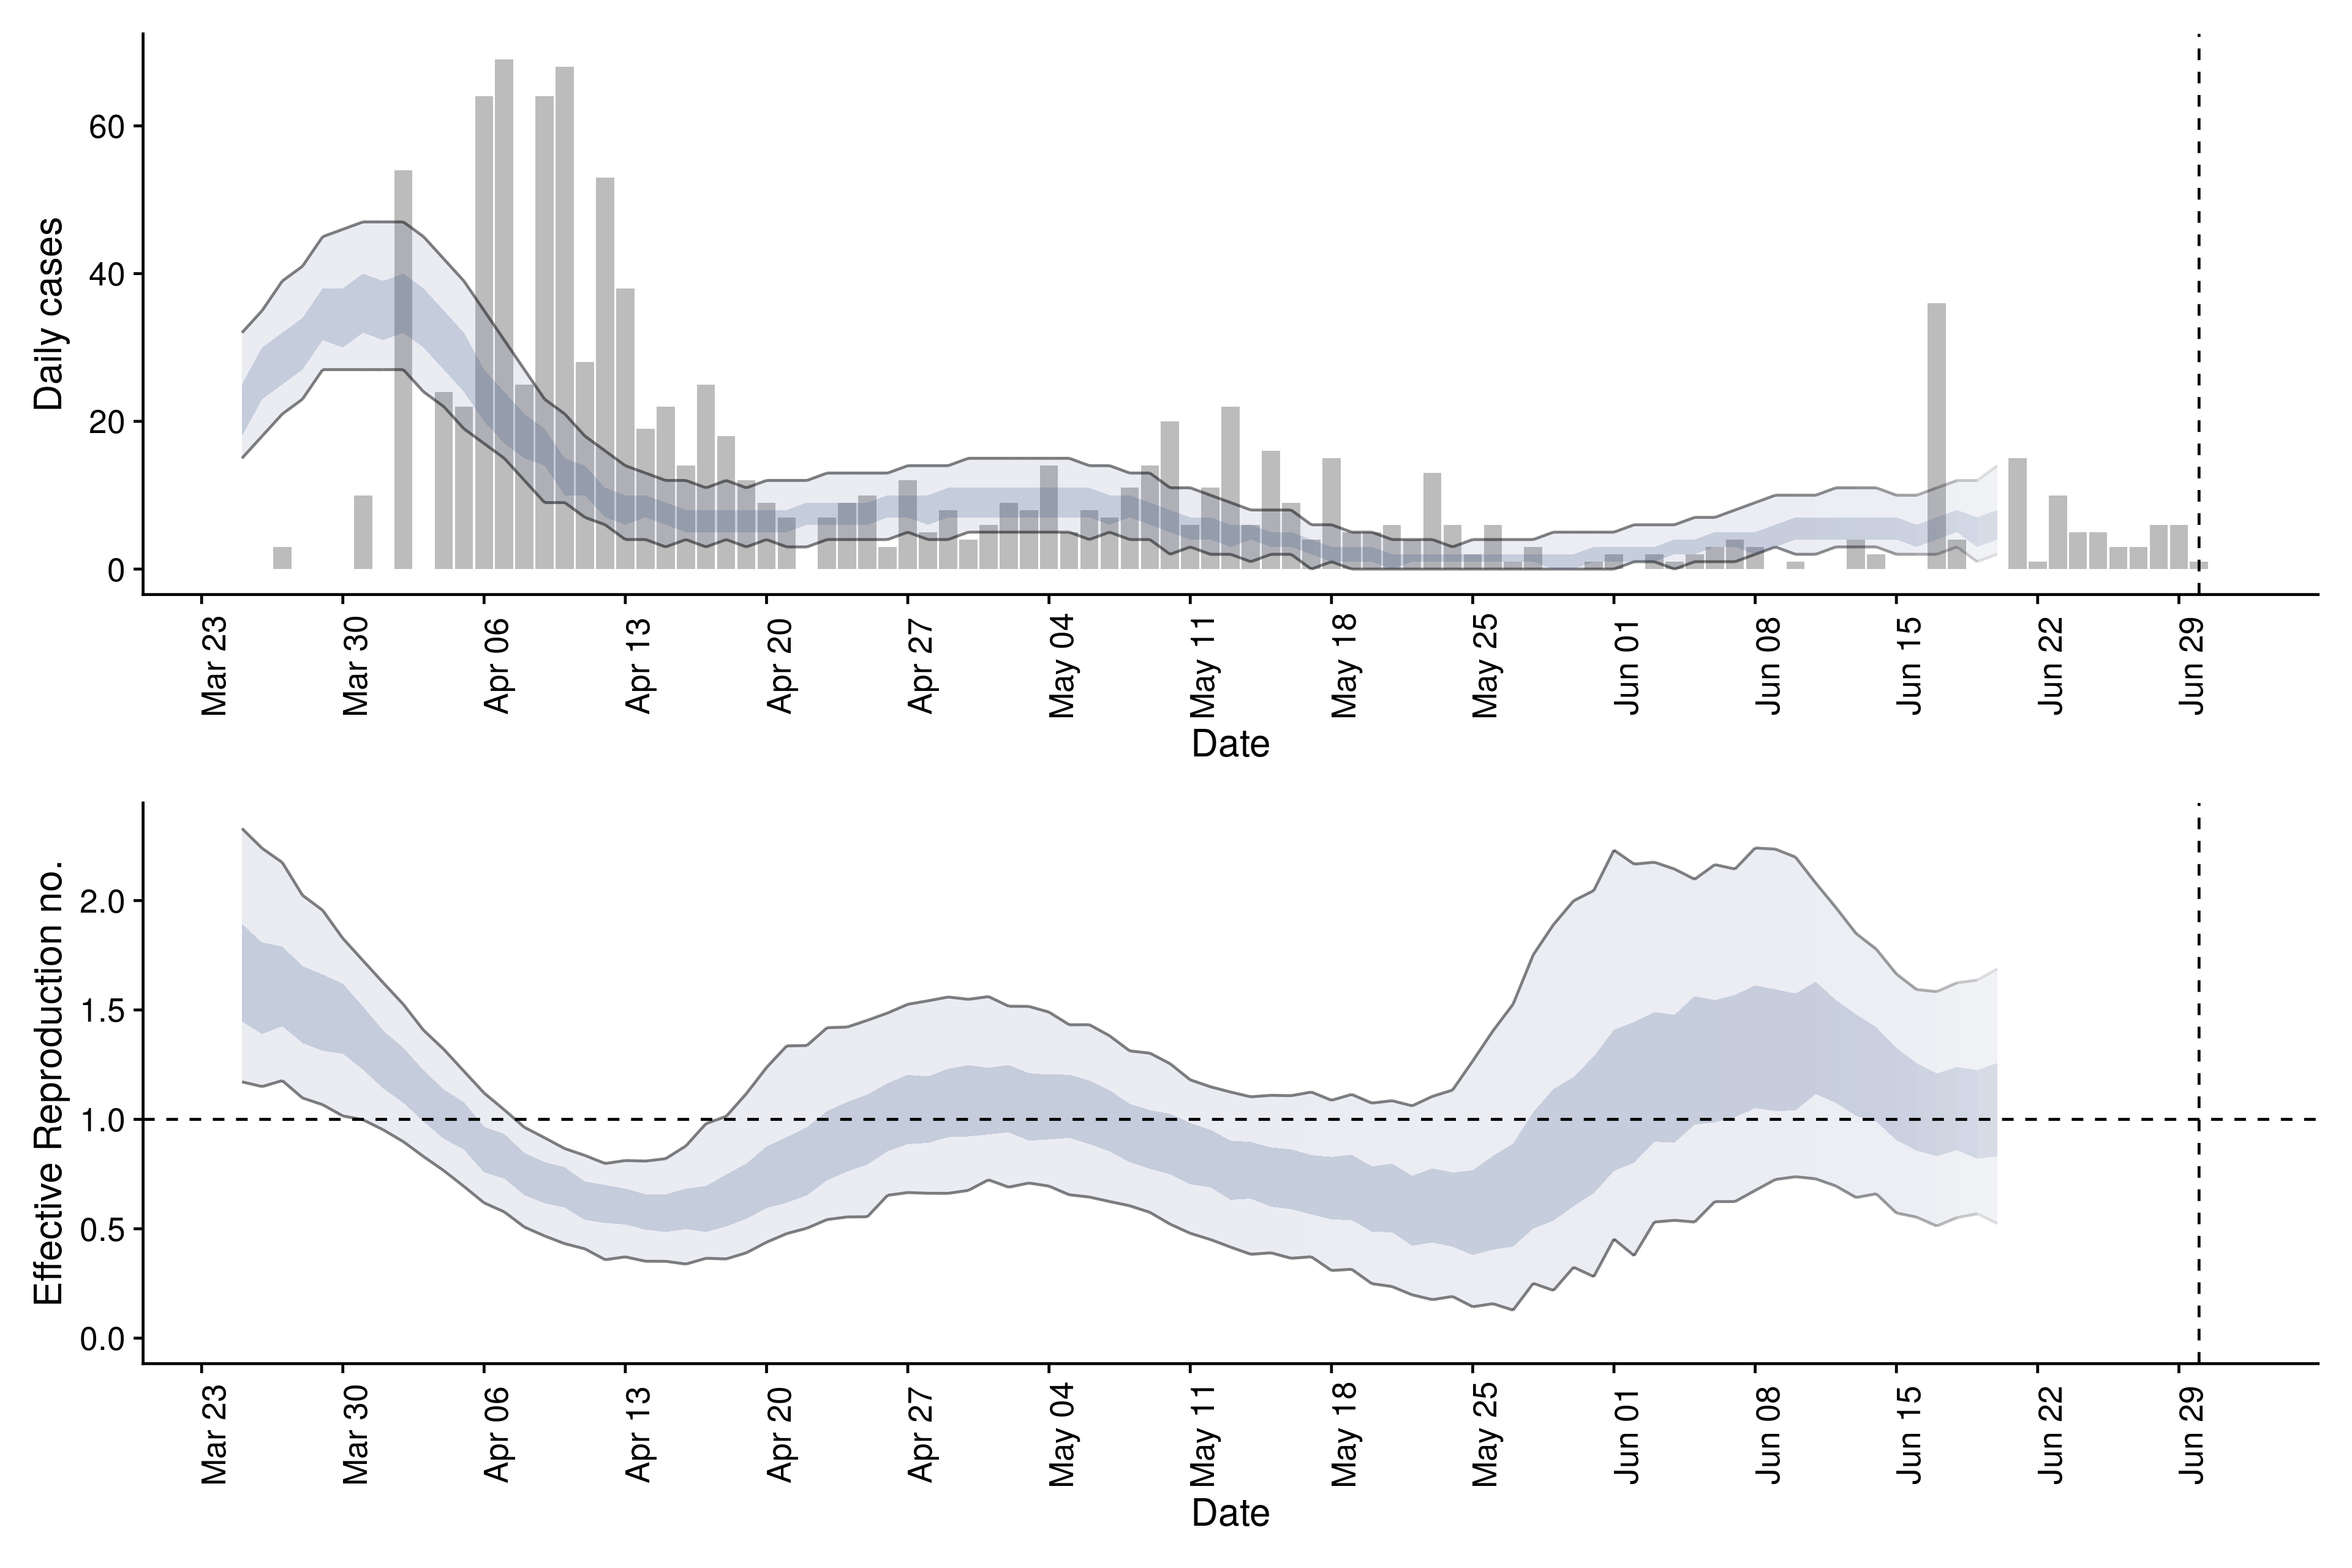 Daily cases
60
40
20
0
Mar 23
Mar 30
Apr 06
Apr 13
Apr 20
Apr 27
May 04
May 11
May 18
May 25
Jun 01
Jun 08
Jun 15
Jun 22
Jun 29
Date
Effective Reproduction no.
2.0
1.5
1.0
0.5
0.0
Mar 23
Mar 30
Apr 06
Apr 13
Apr 20
Apr 27
May 04
May 11
May 18
May 25
Jun 01
Jun 08
Jun 15
Jun 22
Jun 29
Date